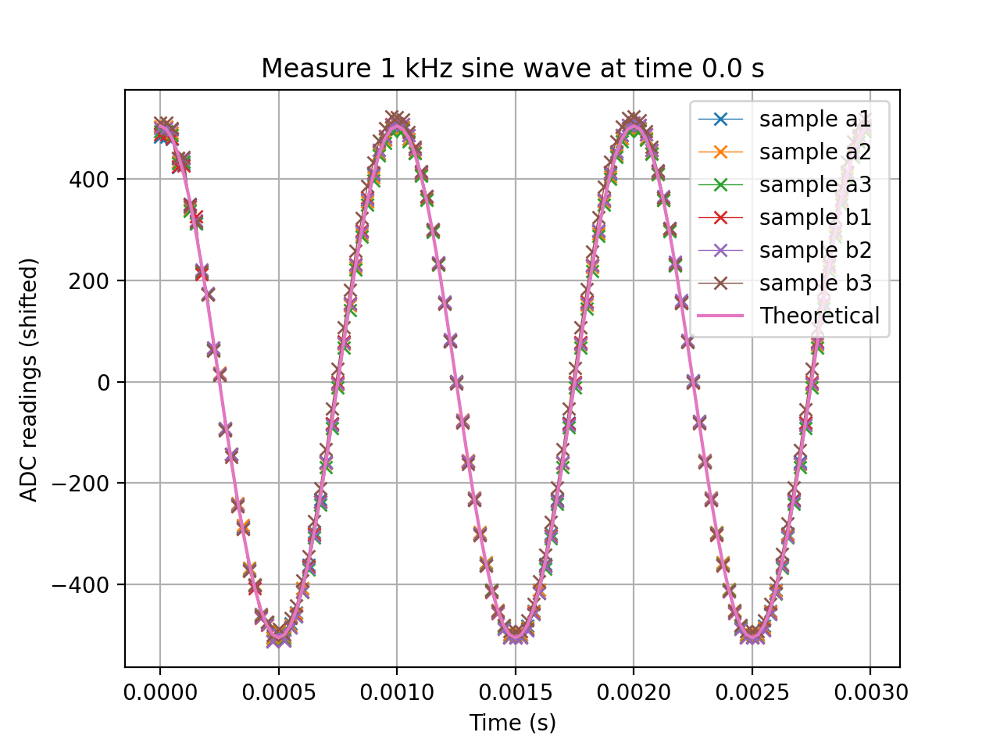 Measure 1 kHz sine wave at time 0.0 s
sample a1
sample a2
sample a3
sample b1
sample b2
sample b3
Theoretical
ADC readings (shifted)
400
200
0
−200
−400
0.0000 0.0005 0.0010 0.0015 0.0020 0.0025 0.0030
Time (s)